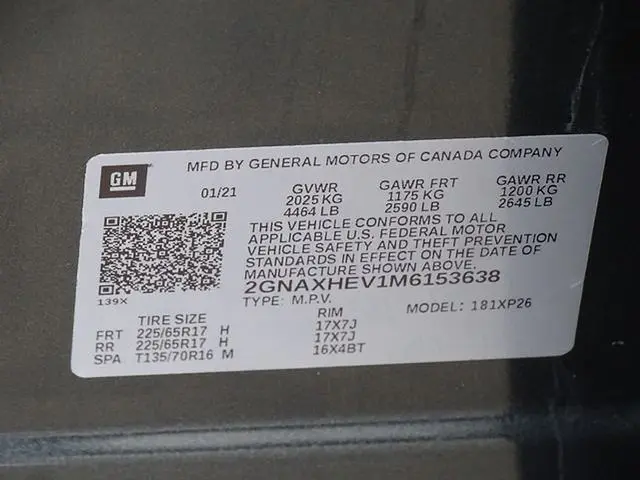 GM
MFD BY GENERAL MOTORS OF CANADA COMPANY
01/21 GVWR GAWR FRT GAWR RR
2025 KG 1175 KG 1200 KG
4464 LB 2590 LB 2645 LB
THIS VEHICLE CONFORMS TO ALL
APPLICABLE U.S. FEDERAL MOTOR
VEHICLE SAFETY AND THEFT PREVENTION
STANDARDS IN EFFECT ON THE DATE OF
MANUFACTURE SHOWN ABOVE.
139X
2GNAXHEV1M6153638
TYPE: M.P.V. MODEL: 181XP26
TIRE SIZE RIM
FRT 225/65R17 H 17X7J
RR 225/65R17 H 17X7J
SPA T135/70R16 M 16X4BT